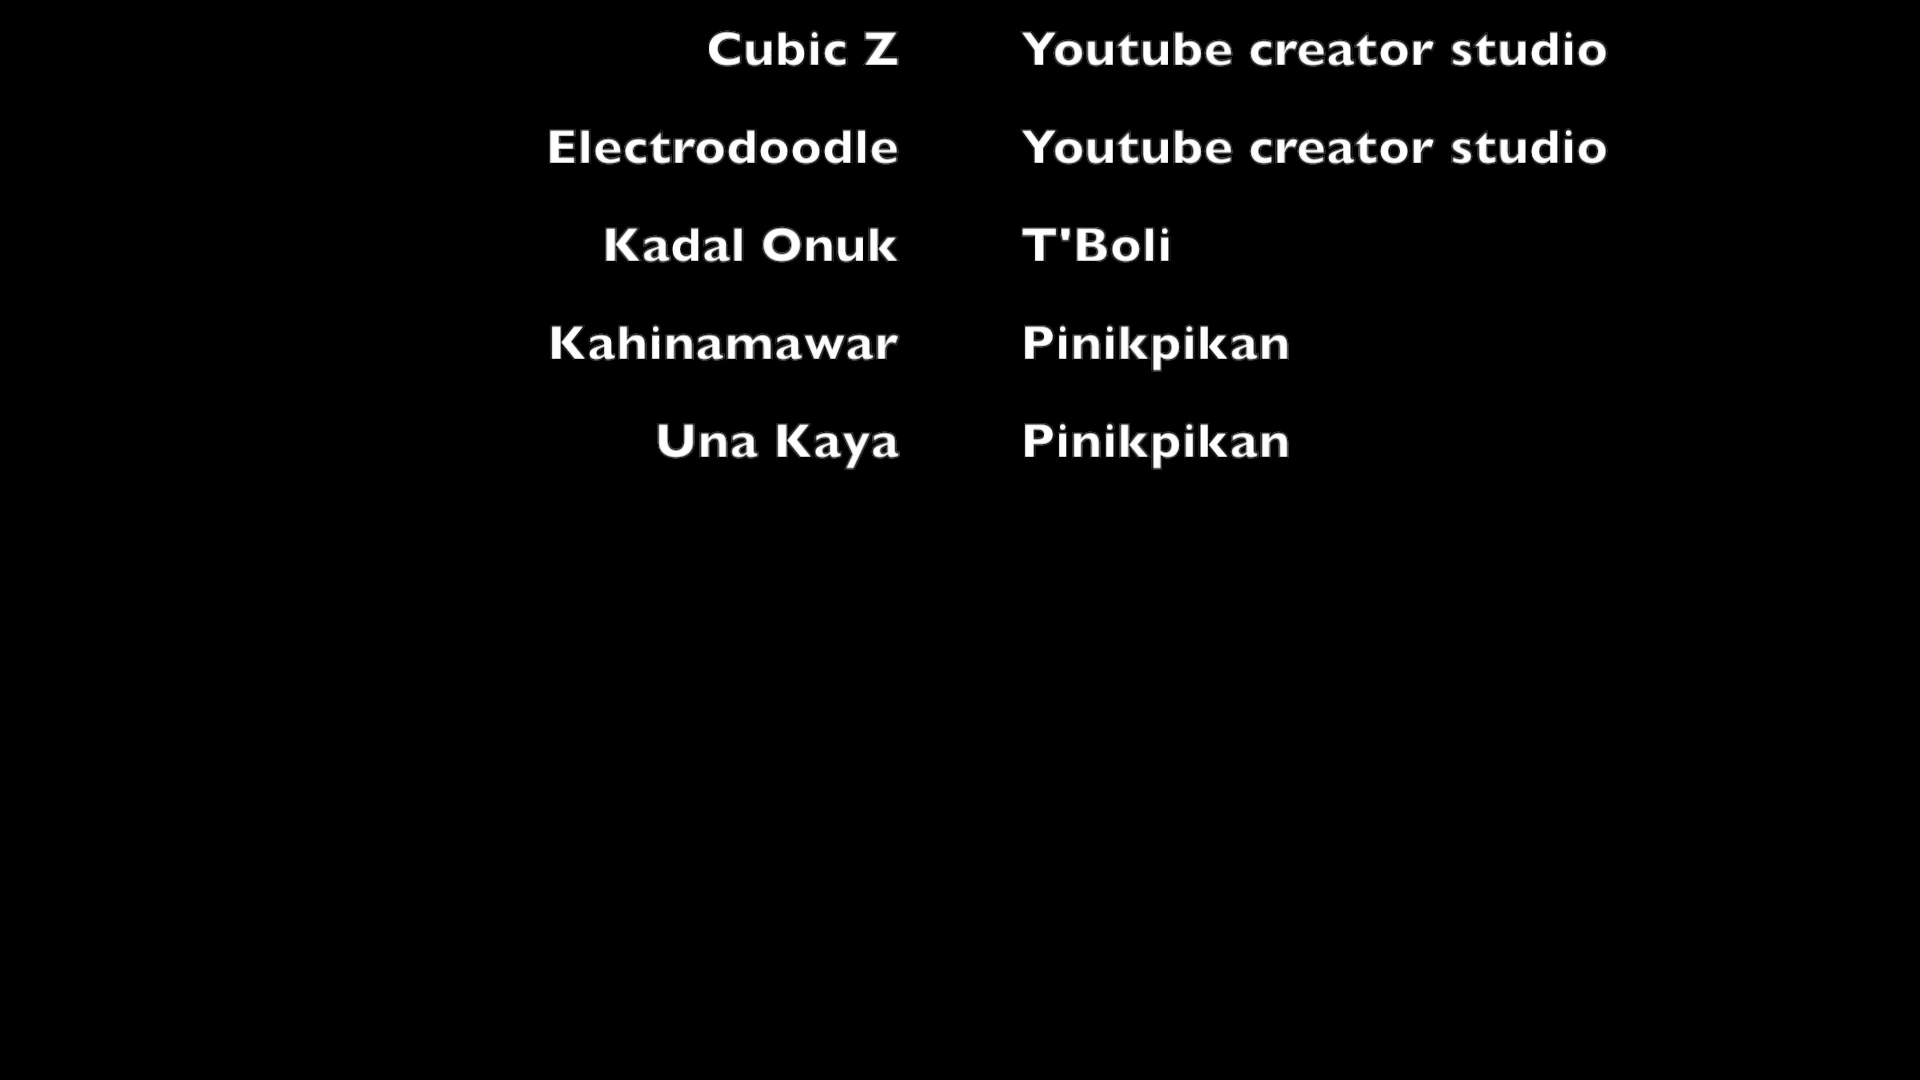 Cubic Z Youtube creator studio
Electrodoodle Youtube creator studio
Kadal Onuk T'Boli
Kahinamawar Pinikpikan
Una Kaya Pinikpikan